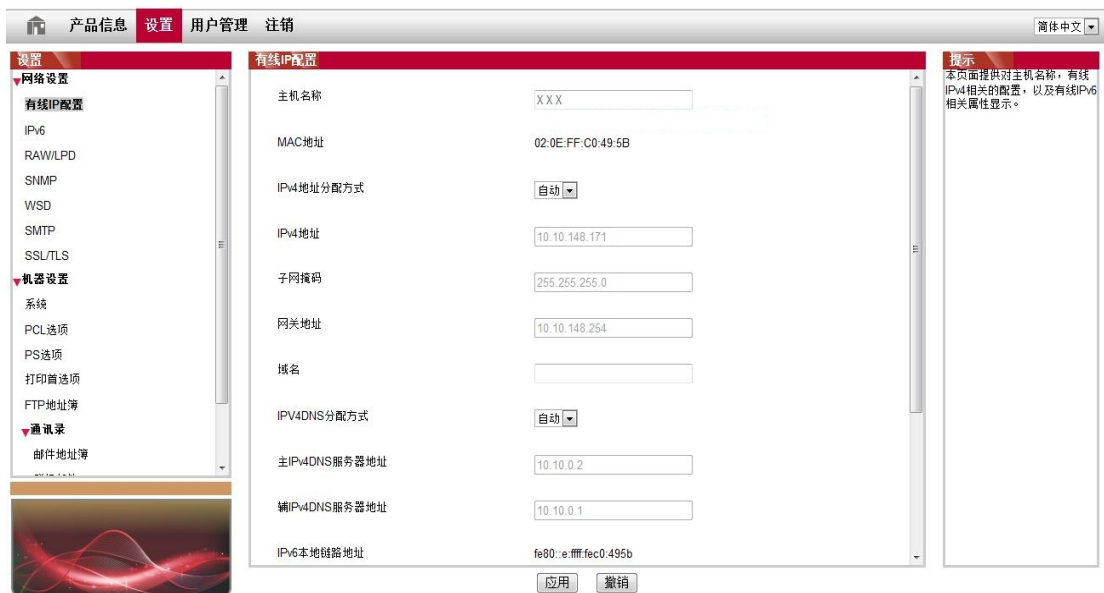 产品信息 设置 用户管理 注销
简体中文
设置
网络设置
有线IP配置
IPv6
RAW/LPD
SNMP
WSD
SMTP
SSL/TLS
机器设置
系统
PCL选项
PS选项
打印首选项
FTP地址簿
通讯录
邮件地址簿
有线IP配置
主机名称 XXX
MAC地址 02:0E:FF:C0:49:5B
IPv4地址分配方式 自动
IPv4地址 10.10.148.171
子网掩码 255.255.255.0
网关地址 10.10.148.254
域名
IPV4DNS分配方式 自动
主IPv4DNS服务器地址 10.10.0.2
辅IPv4DNS服务器地址 10.10.0.1
IPv6本地链路地址 fe80::e:ffff:fec0:495b
应用 撤销
提示
本页面提供对主机名称，有线
IPv4相关的配置，以及有线IPv6
相关属性显示。